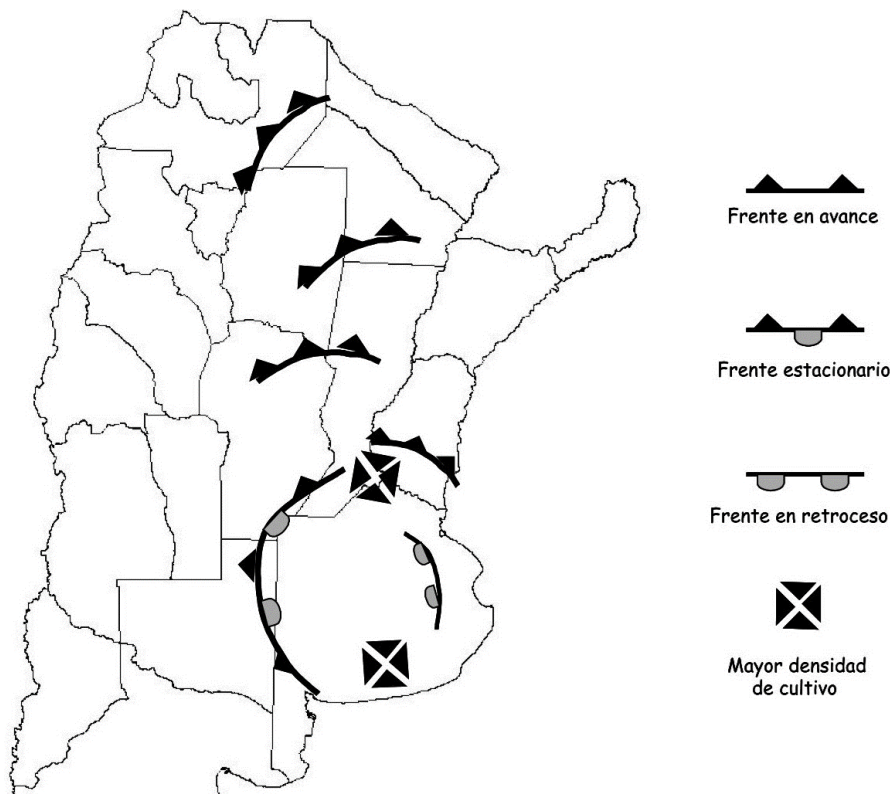 Frente en avance
Frente estacionario
Frente en retroceso
Mayor densidad
de cultivo